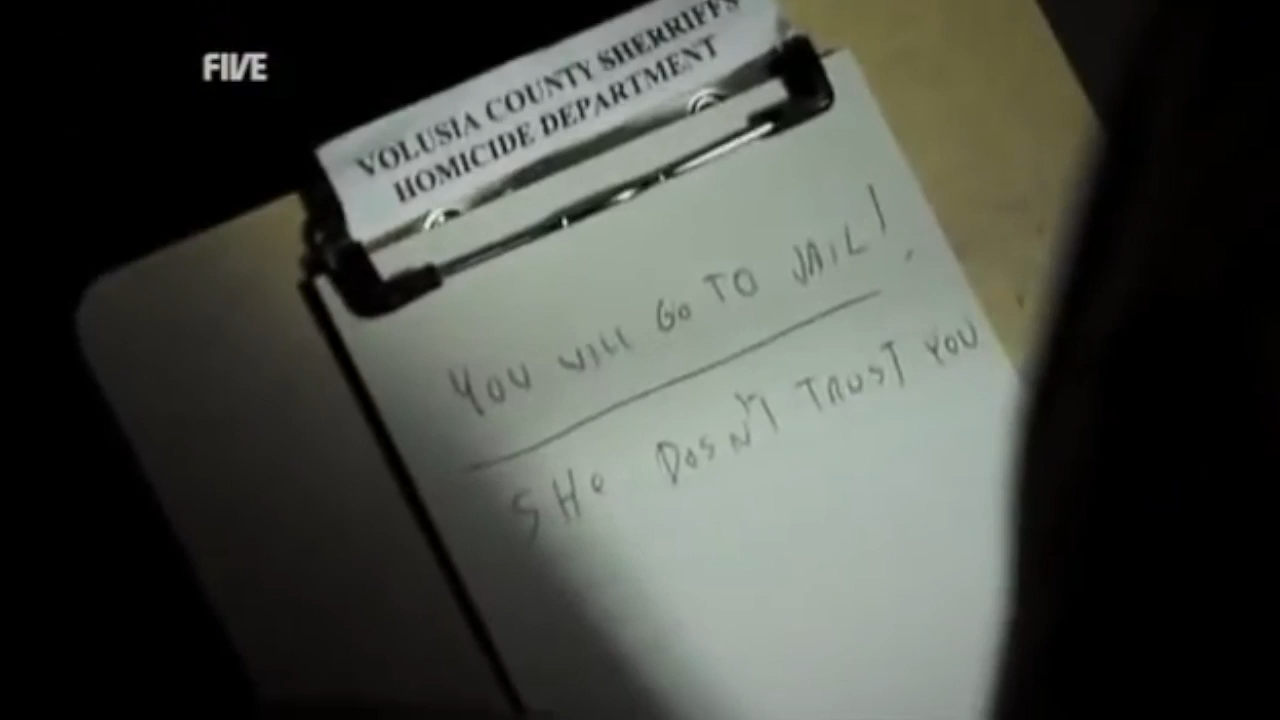 FIVE
VOLUSIA COUNTY SHERRIFFS
HOMICIDE DEPARTMENT
YOU WILL GO TO JAIL!
SHe DosN'T TRUST YOU